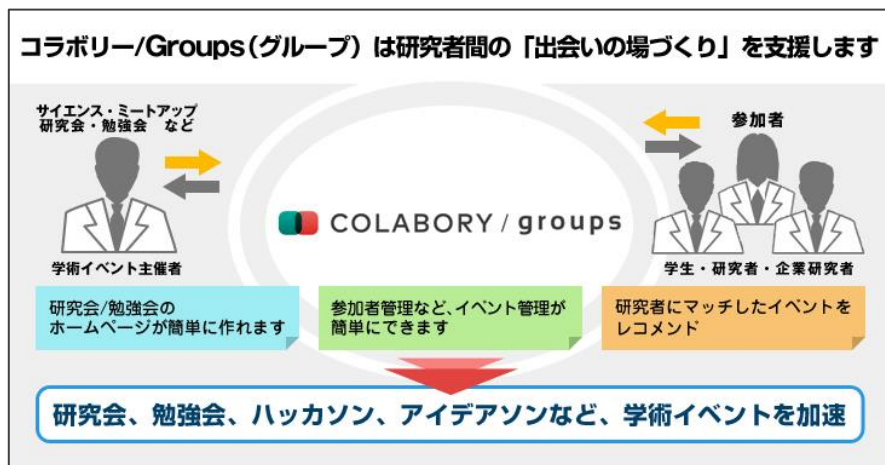 コラボリー/Groups(グループ)は研究者間の「出会いの場づくり」を支援します
サイエンス・ミートアップ
研究会・勉強会 など
学術イベント主催者
COLABORY / groups
参加者
学生・研究者・企業研究者
研究会/勉強会の
ホームページが簡単に作れます
参加者管理など、イベント管理が
簡単にできます
研究者にマッチしたイベントを
レコメンド
研究会、勉強会、ハッカソン、アイデアソンなど、学術イベントを加速